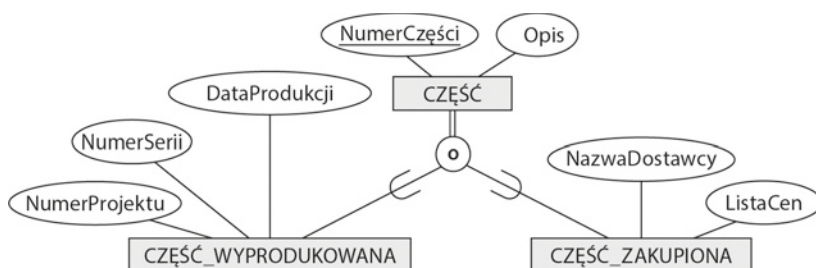 NumerCzęści
Opis
CZĘŚĆ
DataProdukcji
NumerSerii
o
NazwaDostawcy
NumerProjektu
ListaCen
CZĘŚĆ_WYPRODUKOWANA
CZĘŚĆ_ZAKUPIONA